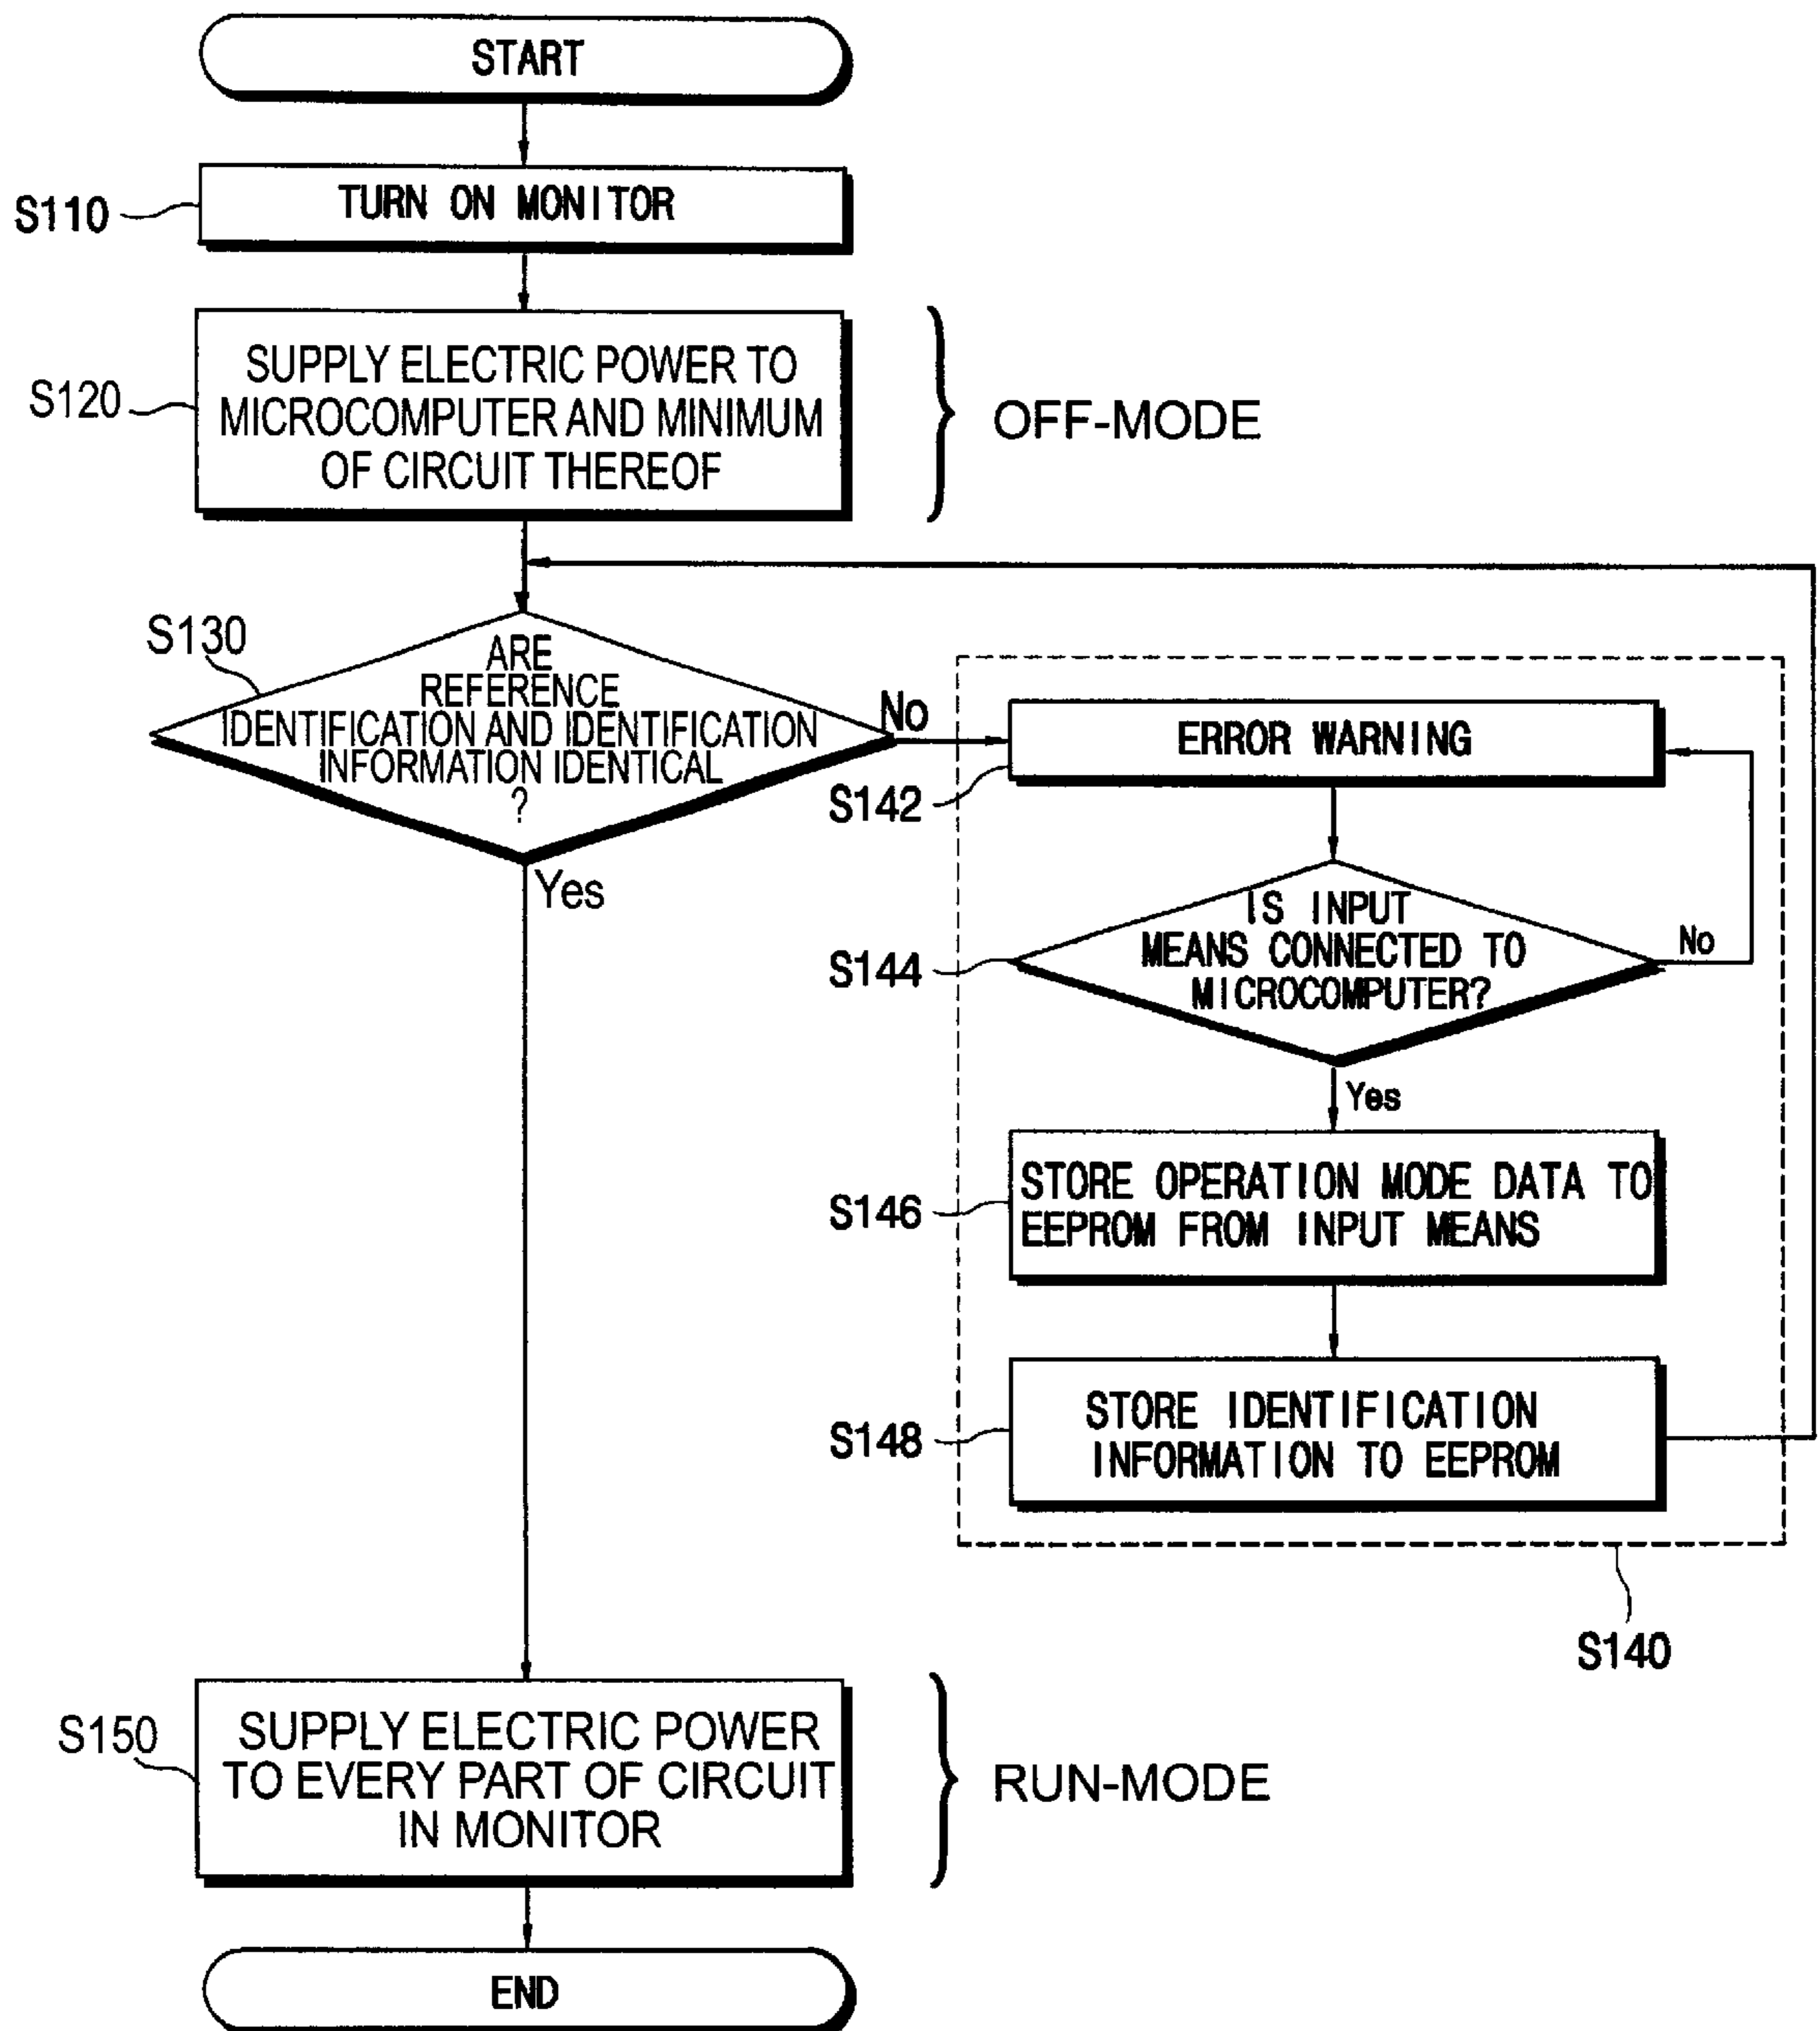 START
S110
TURN ON MONITOR
S120
SUPPLY ELECTRIC POWER TO
MICROCOMPUTER AND MINIMUM
OF CIRCUIT THEREOF
OFF-MODE
S130
ARE
REFERENCE
IDENTIFICATION AND IDENTIFICATION
INFORMATION IDENTICAL
?
No
Yes
ERROR WARNING
S142
IS INPUT
MEANS CONNECTED TO
MICROCOMPUTER?
S144
No
Yes
STORE OPERATION MODE DATA TO
EEPROM FROM INPUT MEANS
S146
STORE IDENTIFICATION
INFORMATION TO EEPROM
S148
S140
S150
SUPPLY ELECTRIC POWER
TO EVERY PART OF CIRCUIT
IN MONITOR
RUN-MODE
END